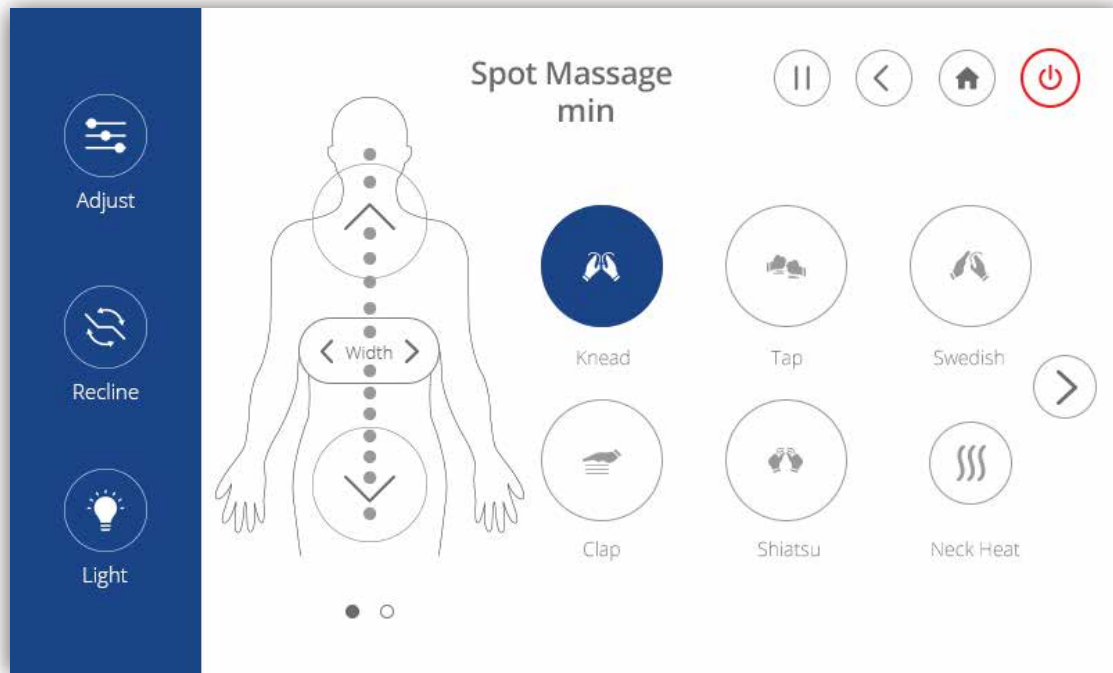 Spot Massage
min
Adjust
Recline
Light
Width
Knead
Tap
Swedish
Clap
Shiatsu
Neck Heat